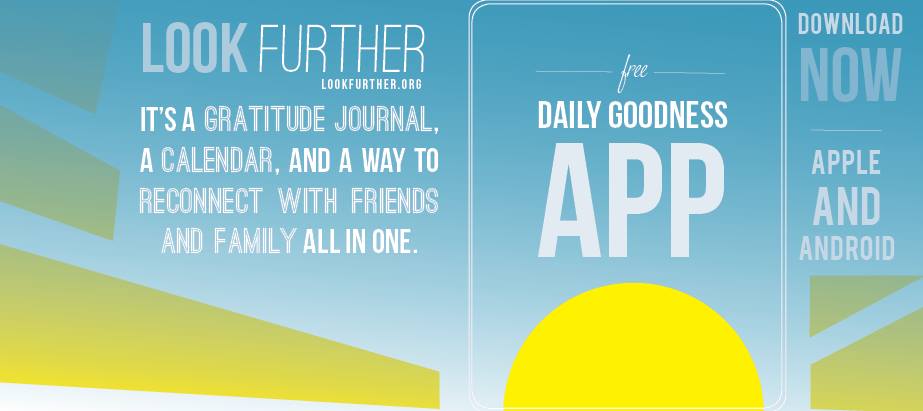 LOOK FURTHER
LOOKFURTHER.ORG
IT'S A GRATITUDE JOURNAL,
A CALENDAR, AND A WAY TO
RECONNECT WITH FRIENDS
AND FAMILY ALL IN ONE.
free
DAILY GOODNESS
APP
DOWNLOAD
NOW
APPLE
AND
ANDROID